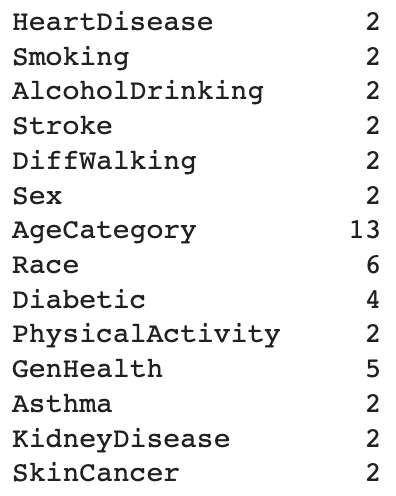 HeartDisease 2
Smoking 2
AlcoholDrinking 2
Stroke 2
DiffWalking 2
Sex 2
AgeCategory 13
Race 6
Diabetic 4
PhysicalActivity 2
GenHealth 5
Asthma 2
KidneyDisease 2
SkinCancer 2